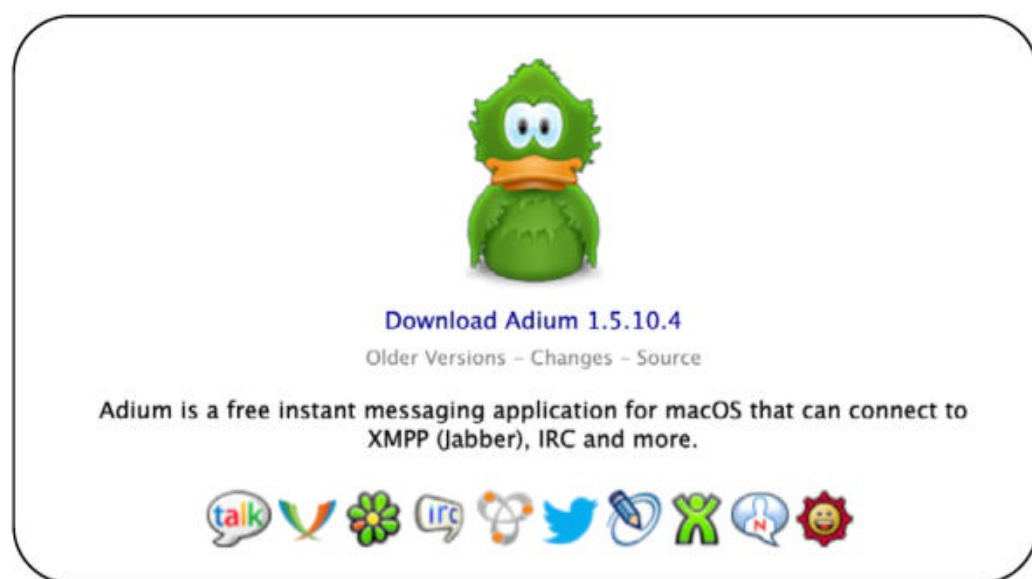 Download Adium 1.5.10.4
Older Versions – Changes – Source
Adium is a free instant messaging application for macOS that can connect to
XMPP (Jabber), IRC and more.
talk irc N